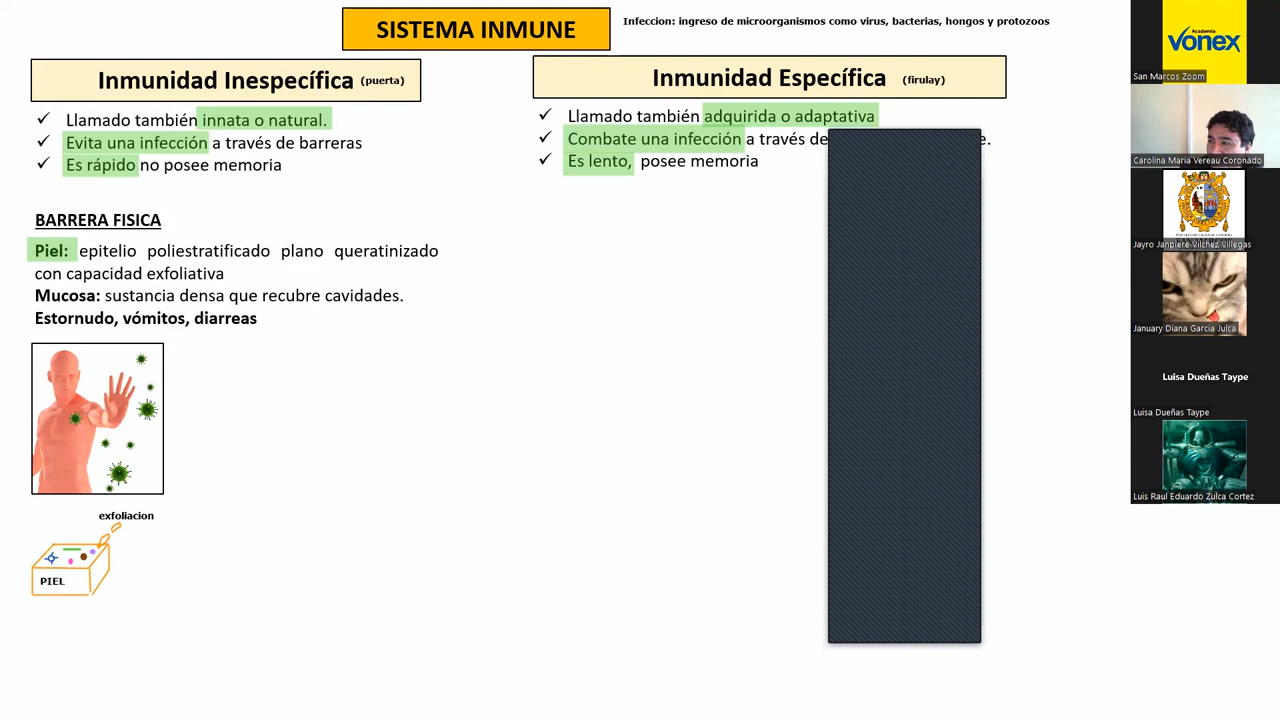 SISTEMA INMUNE
Infeccion: ingreso de microorganismos como virus, bacterias, hongos y protozoos
Inmunidad Inespecífica (puerta)
Llamado también innata o natural.
Evita una infección a través de barreras
Es rápido no posee memoria
BARRERA FISICA
Piel: epitelio poliestratificado plano queratinizado
con capacidad exfoliativa
Mucosa: sustancia densa que recubre cavidades.
Estornudo, vómitos, diarreas
exfoliacion
PIEL
Inmunidad Específica (firulay)
Llamado también adquirida o adaptativa
Combate una infección a través de
Es lento, posee memoria
Academia
vonex
San Marcos Zoom
Carolina Maria Vereau Coronado
Jayro Janpiere Vilchez Villegas
January Diana Garcia Julca
Luisa Dueñas Taype
Luisa Dueñas Taype
Luis Raul Eduardo Zulca Cortez